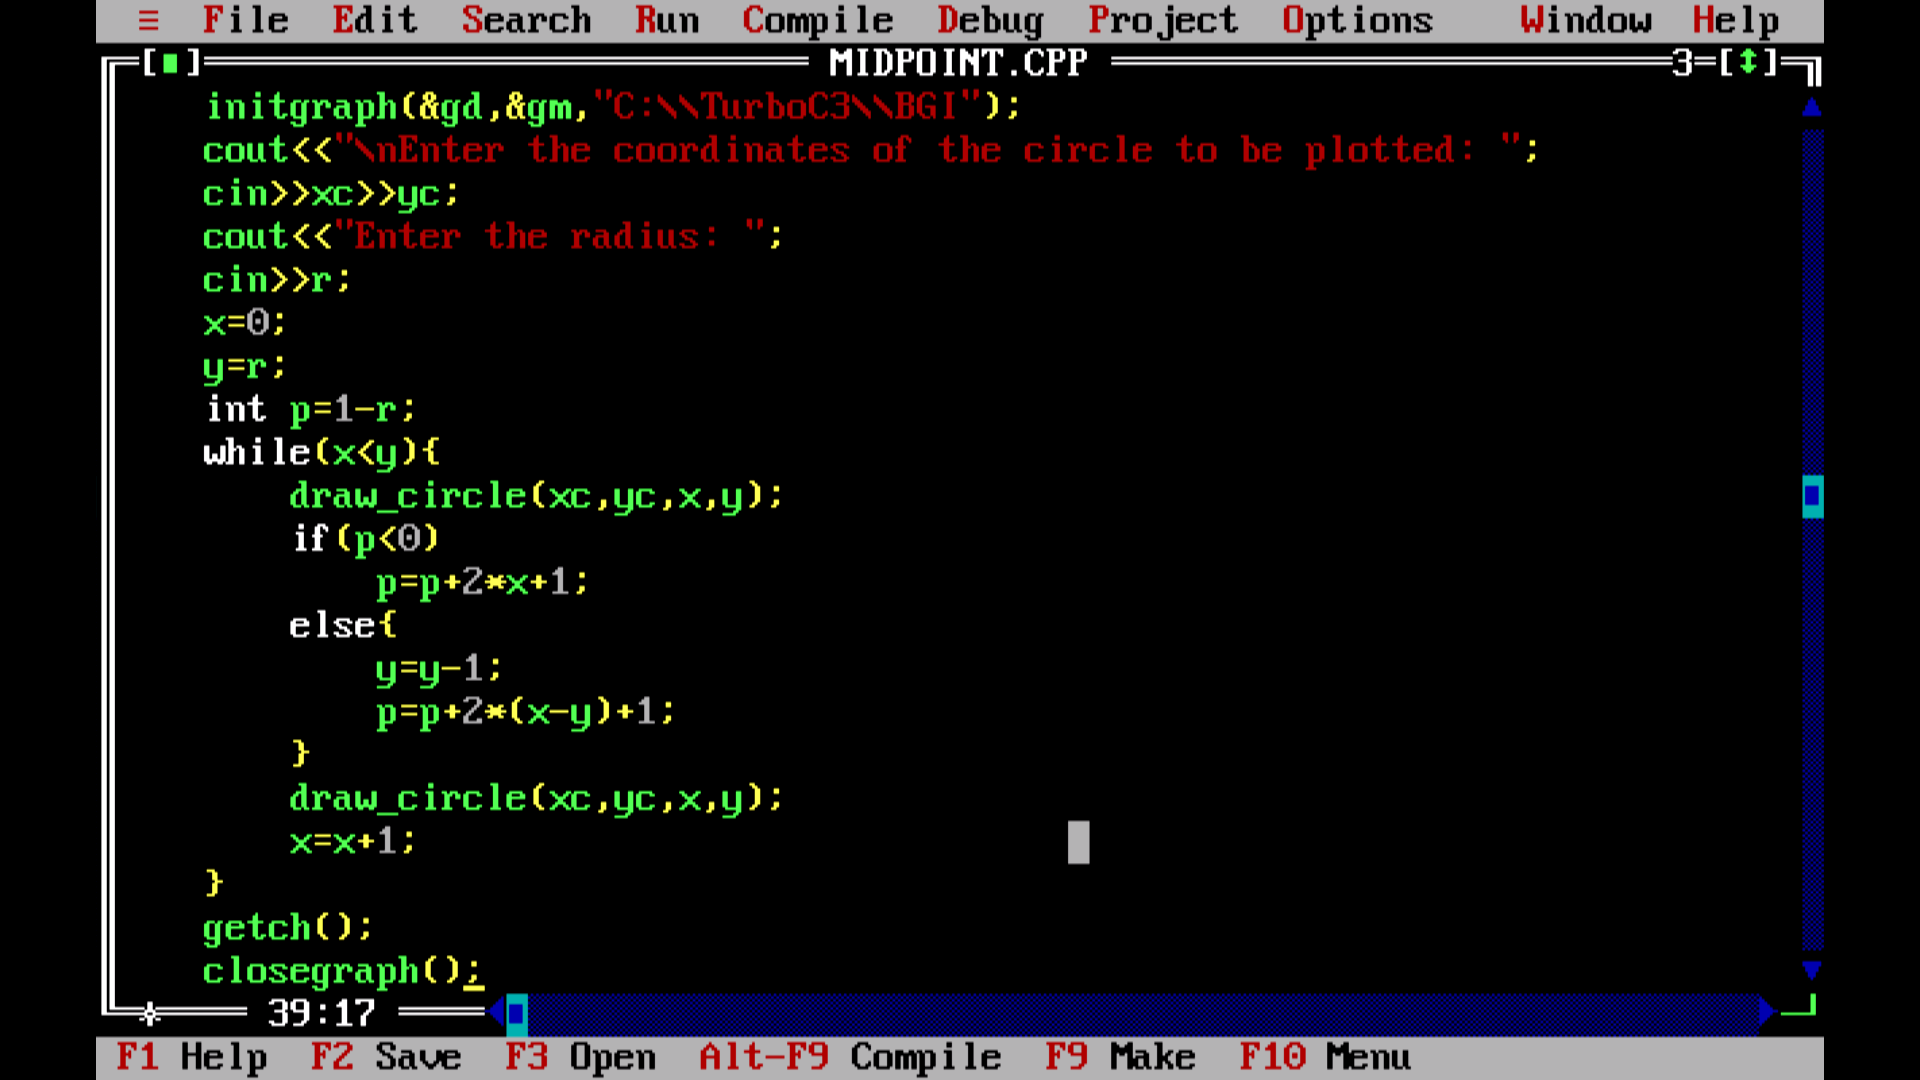 ≡ File Edit Search Run Compile Debug Project Options Window Help
[■] MIDPOINT.CPP 3=[↕]
initgraph(&gd,&gm,"C:\\TurboC3\\BGI");
cout<<"\nEnter the coordinates of the circle to be plotted: ";
cin>>xc>>yc;
cout<<"Enter the radius: ";
cin>>r;
x=0;
y=r;
int p=1-r;
while(x<y){
draw_circle(xc,yc,x,y);
if(p<0)
p=p+2*x+1;
else{
y=y-1;
p=p+2*(x-y)+1;
}
draw_circle(xc,yc,x,y);
x=x+1;
}
getch();
closegraph();
39:17
F1 Help F2 Save F3 Open Alt-F9 Compile F9 Make F10 Menu